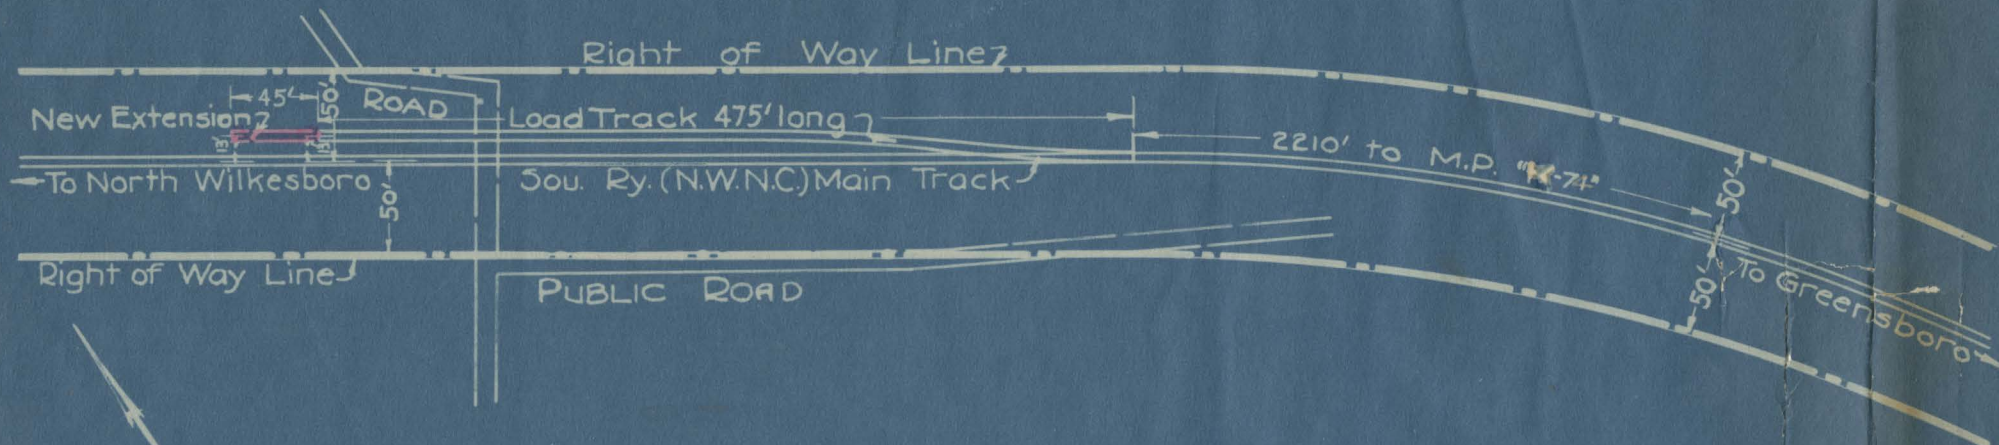 Right of Way Line
45'
50'
ROAD
New Extension
Load Track 475' long
13'
13'
2210' to M.P. "K-74"
To North Wilkesboro
Sou. Ry. (N.W.N.C.) Main Track
50'
50'
50'
To Greensboro
Right of Way Line
PUBLIC ROAD